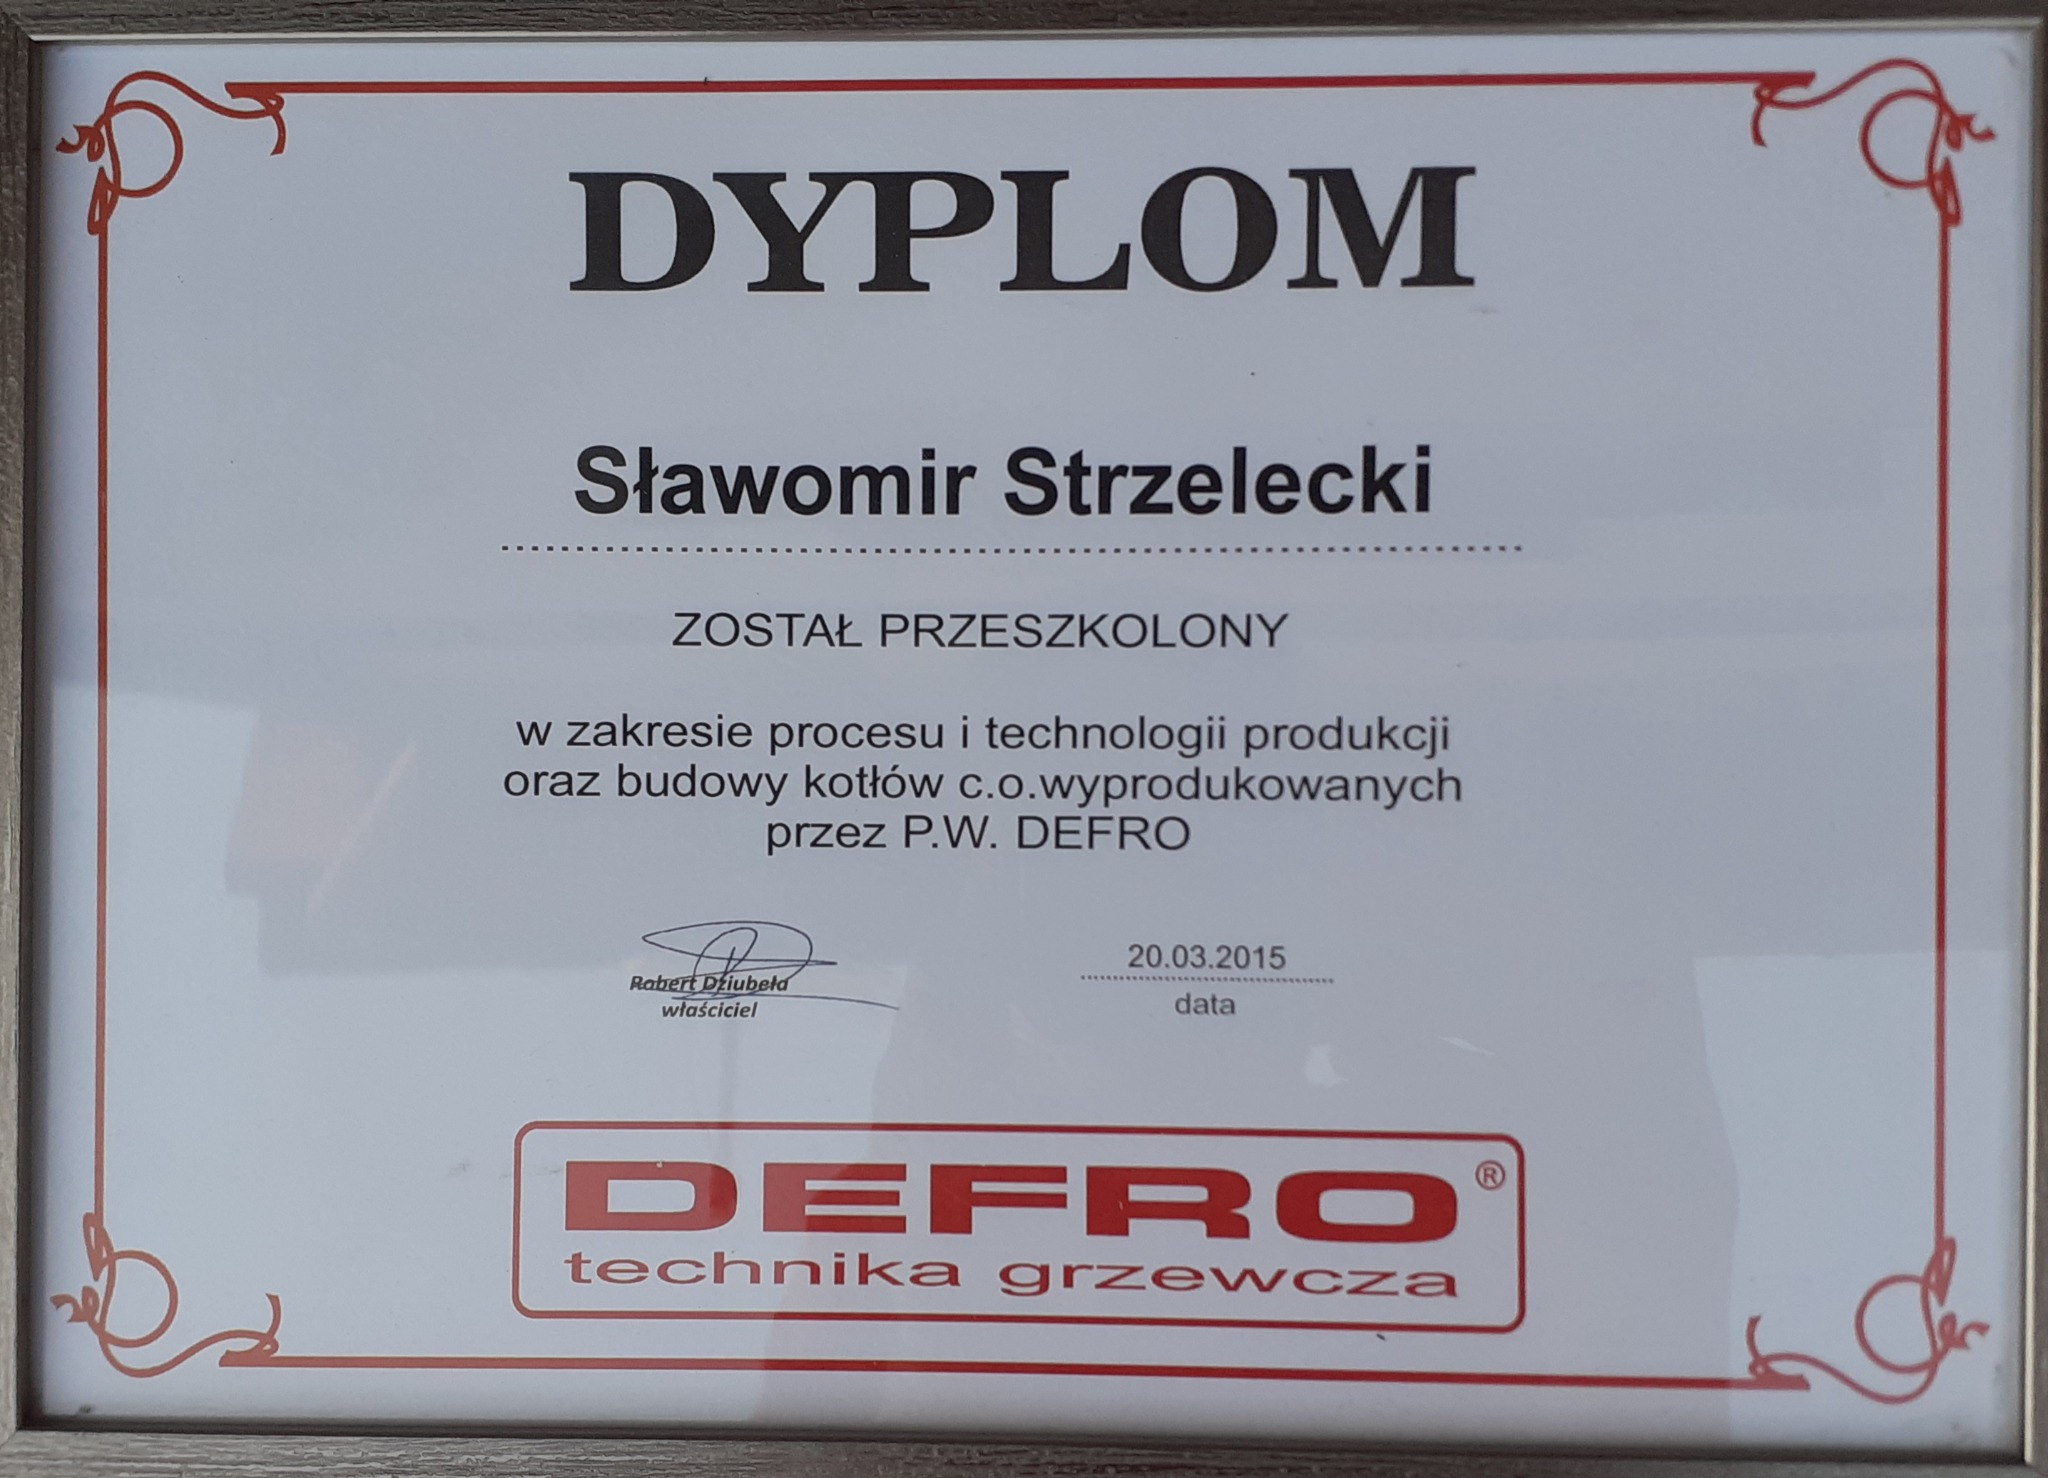 DYPLOM
Sławomir Strzelecki
ZOSTAŁ PRZESZKOLONY
w zakresie procesu i technologii produkcji
oraz budowy kotłów c.o.wyprodukowanych
przez P.W. DEFRO
Robert Dziubeła
właściciel
20.03.2015
data
DEFRO®
technika grzewcza